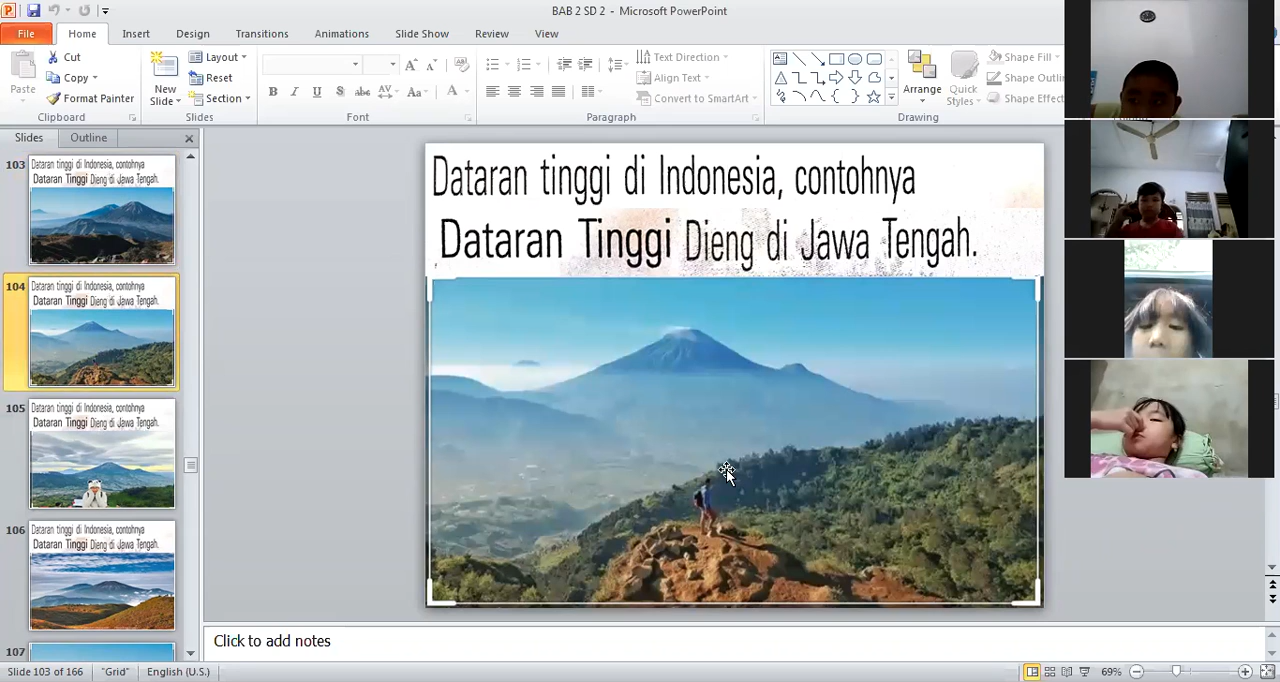 BAB 2 SD 2 - Microsoft PowerPoint
File Home Insert Design Transitions Animations Slide Show Review View
Paste Cut Copy Format Painter Clipboard
New Slide Layout Reset Section Slides
B I U S abc AV Aa A Font
Text Direction Align Text Convert to SmartArt Paragraph
Arrange Quick Styles Shape Fill Shape Outli Shape Effect Drawing
Slides Outline
103
Dataran tinggi di Indonesia, contohnya
Dataran Tinggi Dieng di Jawa Tengah.
104
Dataran tinggi di Indonesia, contohnya
Dataran Tinggi Dieng di Jawa Tengah.
105
Dataran tinggi di Indonesia, contohnya
Dataran Tinggi Dieng di Jawa Tengah.
106
Dataran tinggi di Indonesia, contohnya
Dataran Tinggi Dieng di Jawa Tengah.
107
Dataran tinggi di Indonesia, contohnya
Dataran Tinggi Dieng di Jawa Tengah.
Click to add notes
Slide 103 of 166 "Grid" English (U.S.) 69%